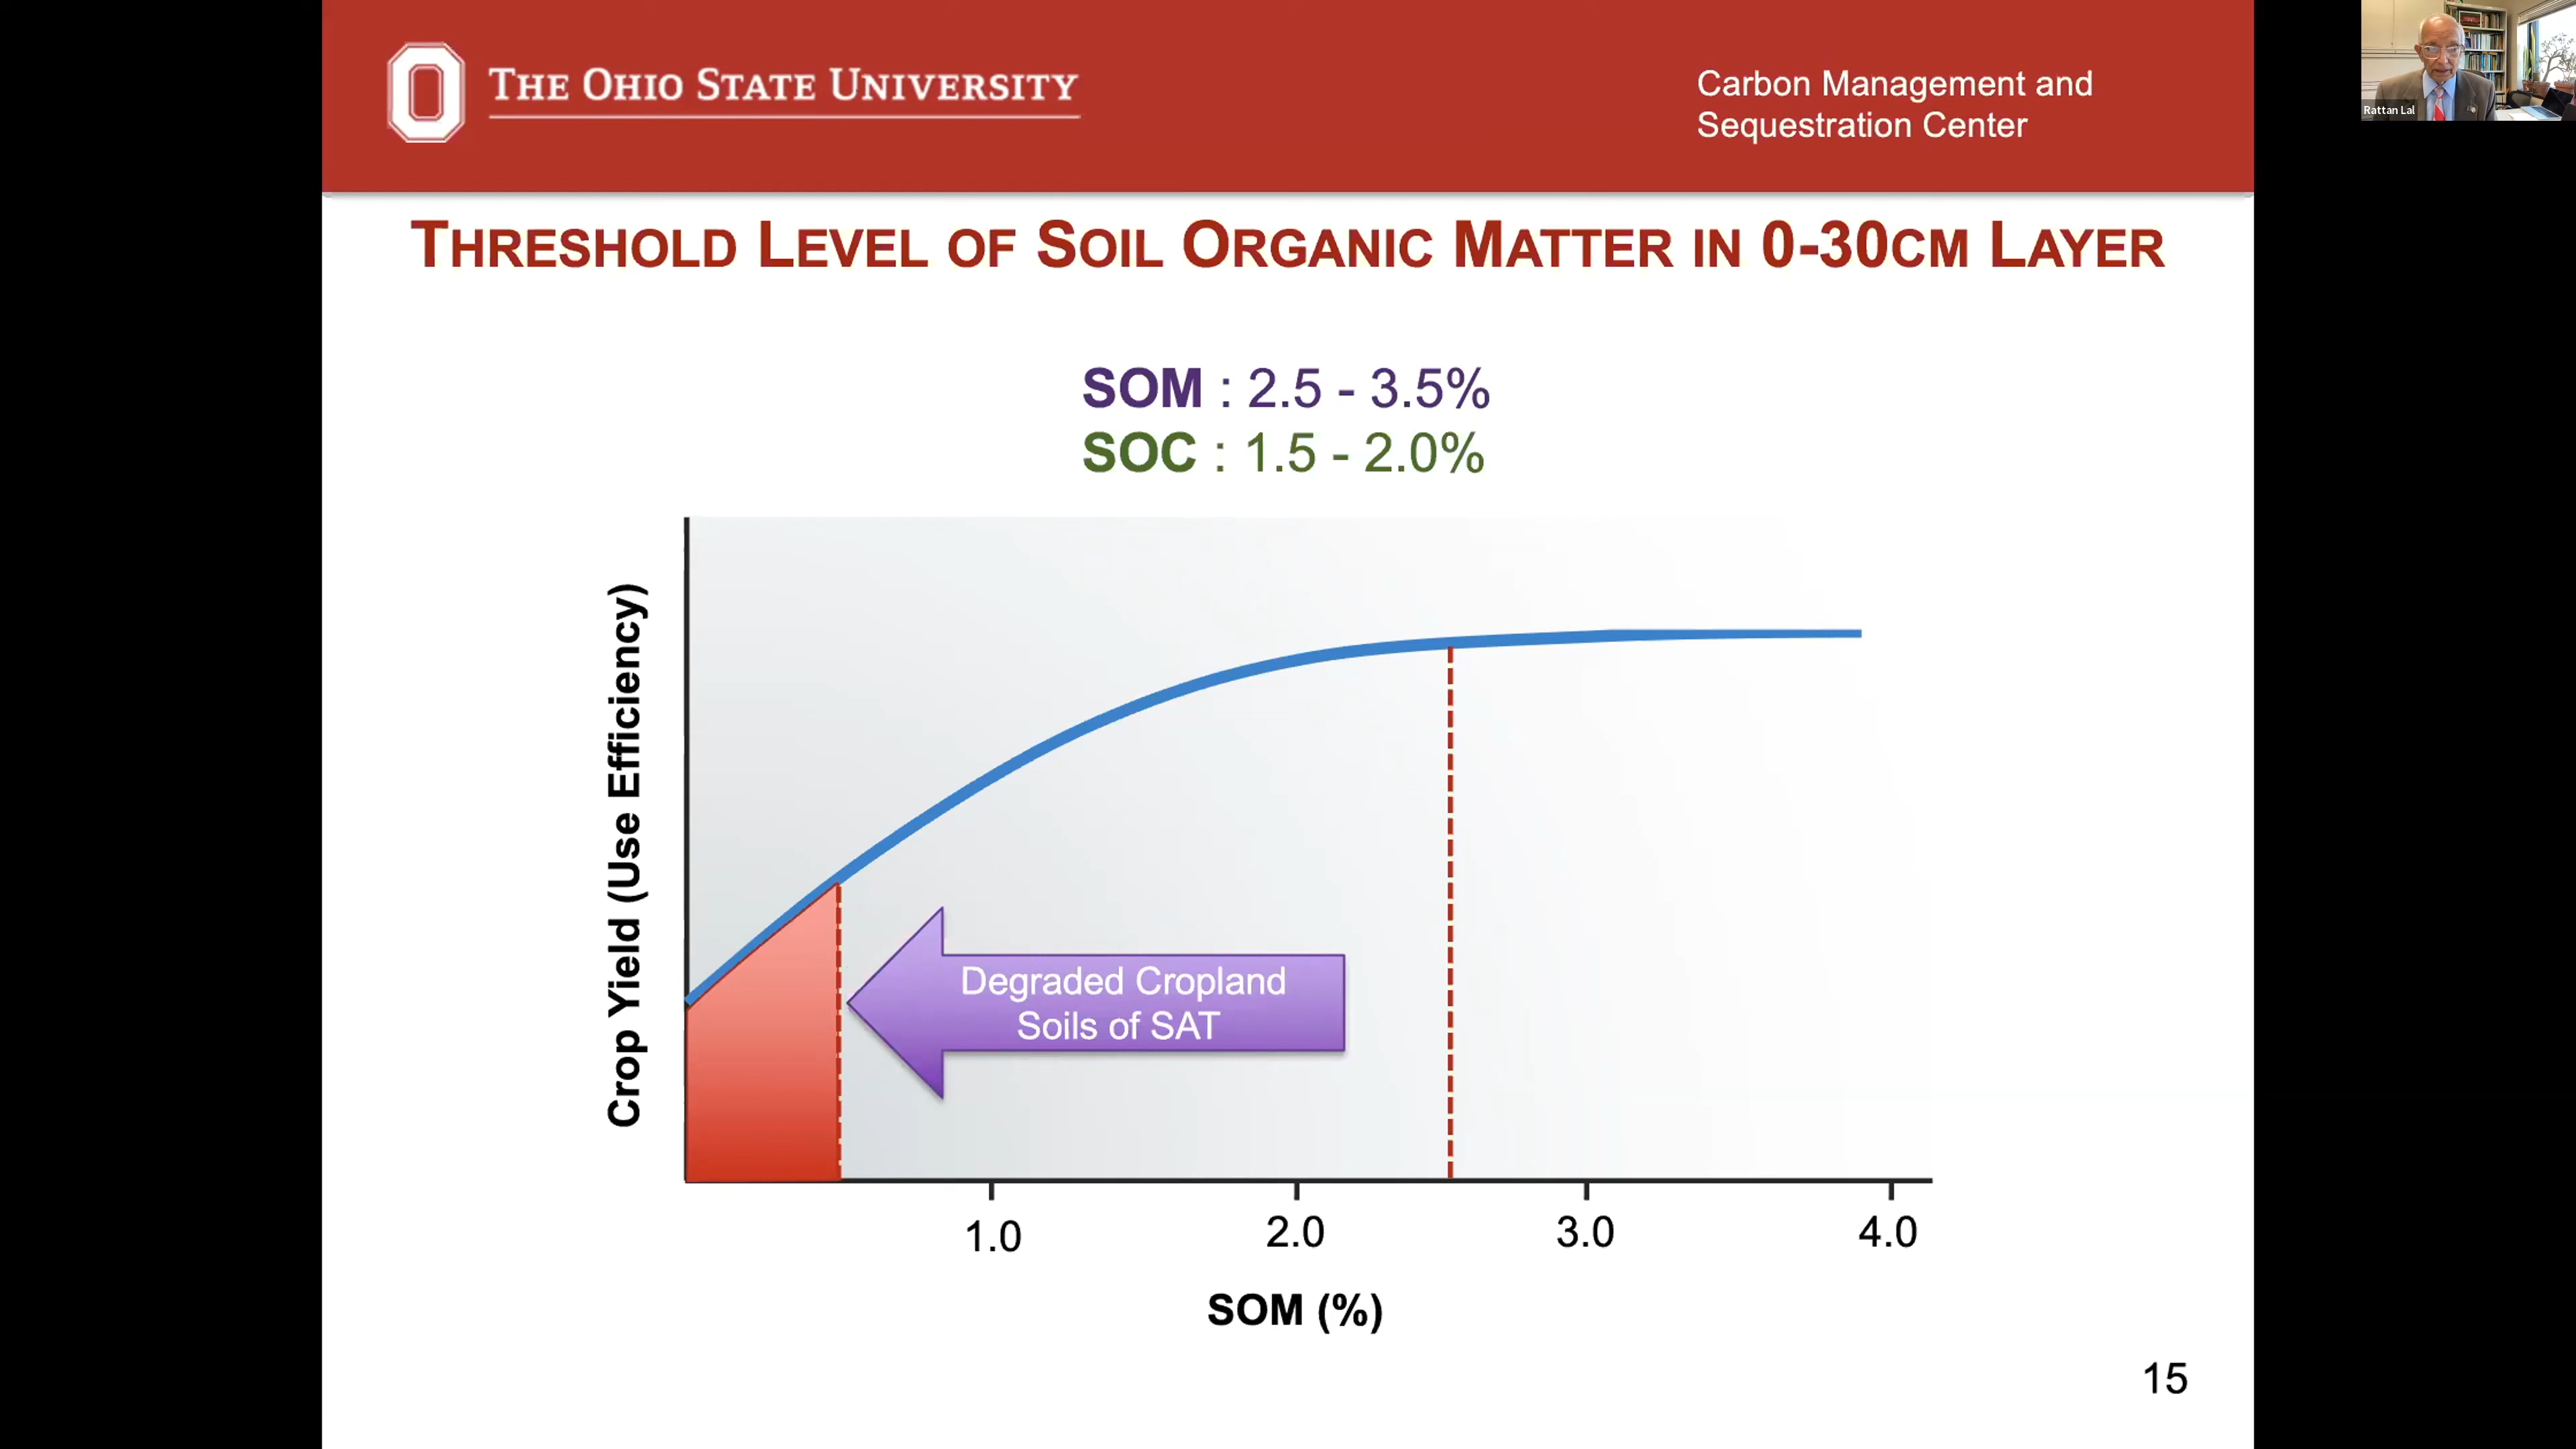 THE OHIO STATE UNIVERSITY
Carbon Management and
Sequestration Center
Rattan Lal
THRESHOLD LEVEL OF SOIL ORGANIC MATTER IN 0-30CM LAYER
SOM : 2.5 - 3.5%
SOC : 1.5 - 2.0%
Crop Yield (Use Efficiency)
Degraded Cropland
Soils of SAT
1.0 2.0 3.0 4.0
SOM (%)
15